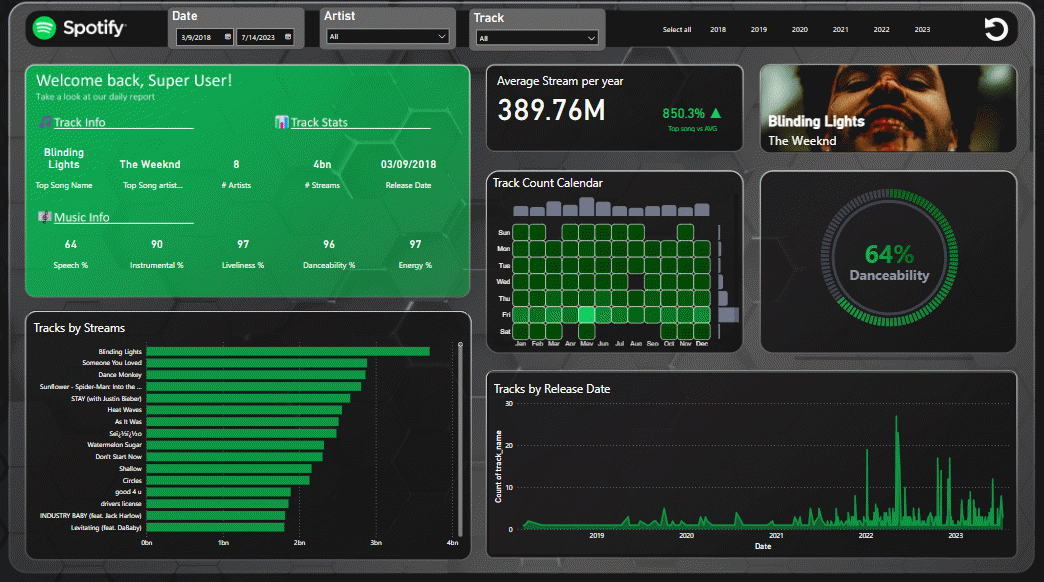 Spotify
Date
3/9/2018
7/14/2023
Artist
All
Track
All
Select all
2018
2019
2020
2021
2022
2023
Welcome back, Super User!
Take a look at our daily report
Track Info
Track Stats
Blinding
Lights
The Weeknd
8
4bn
03/09/2018
Top Song Name
Top Song artist...
# Artists
# Streams
Release Date
Music Info
64
90
97
96
97
Speech %
Instrumental %
Liveliness %
Danceability %
Energy %
Average Stream per year
389.76M
850.3% ▲
Top song vs AVG
Blinding Lights
The Weeknd
Track Count Calendar
Sun
Mon
Tue
Wed
Thu
Fri
Sat
Jan Feb Mar Apr May Jun Jul Aug Sep Oct Nov Dec
64%
Danceability
Tracks by Streams
Blinding Lights
Someone You Loved
Dance Monkey
Sunflower - Spider-Man: Into the ...
STAY (with Justin Bieber)
Heat Waves
As It Was
Seï¿½ï¿½o
Watermelon Sugar
Don't Start Now
Shallow
Circles
good 4 u
drivers license
INDUSTRY BABY (feat. Jack Harlow)
Levitating (feat. DaBaby)
0bn 1bn 2bn 3bn 4bn
Tracks by Release Date
Count of track_name
30
20
10
0
2019 2020 2021 2022 2023
Date